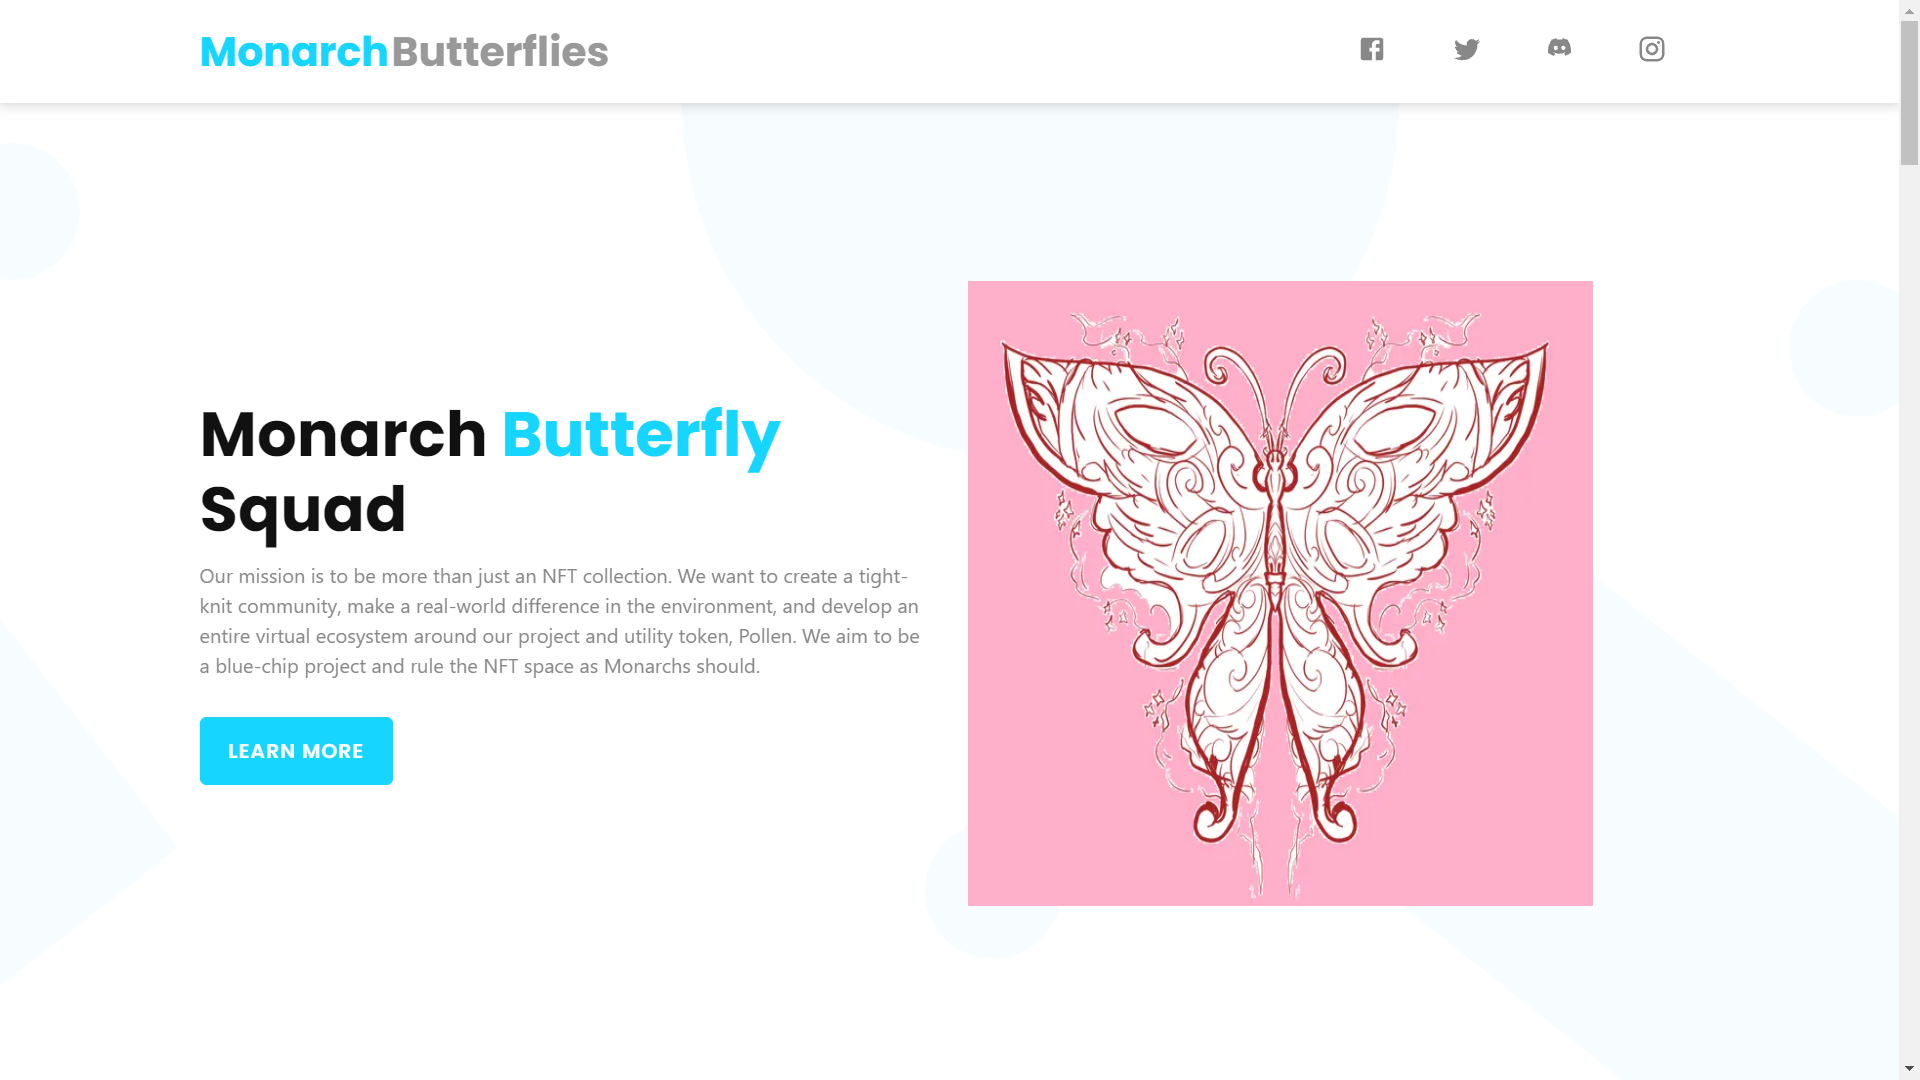 MonarchButterflies
Monarch Butterfly
Squad
Our mission is to be more than just an NFT collection. We want to create a tight-
knit community, make a real-world difference in the environment, and develop an
entire virtual ecosystem around our project and utility token, Pollen. We aim to be
a blue-chip project and rule the NFT space as Monarchs should.
LEARN MORE